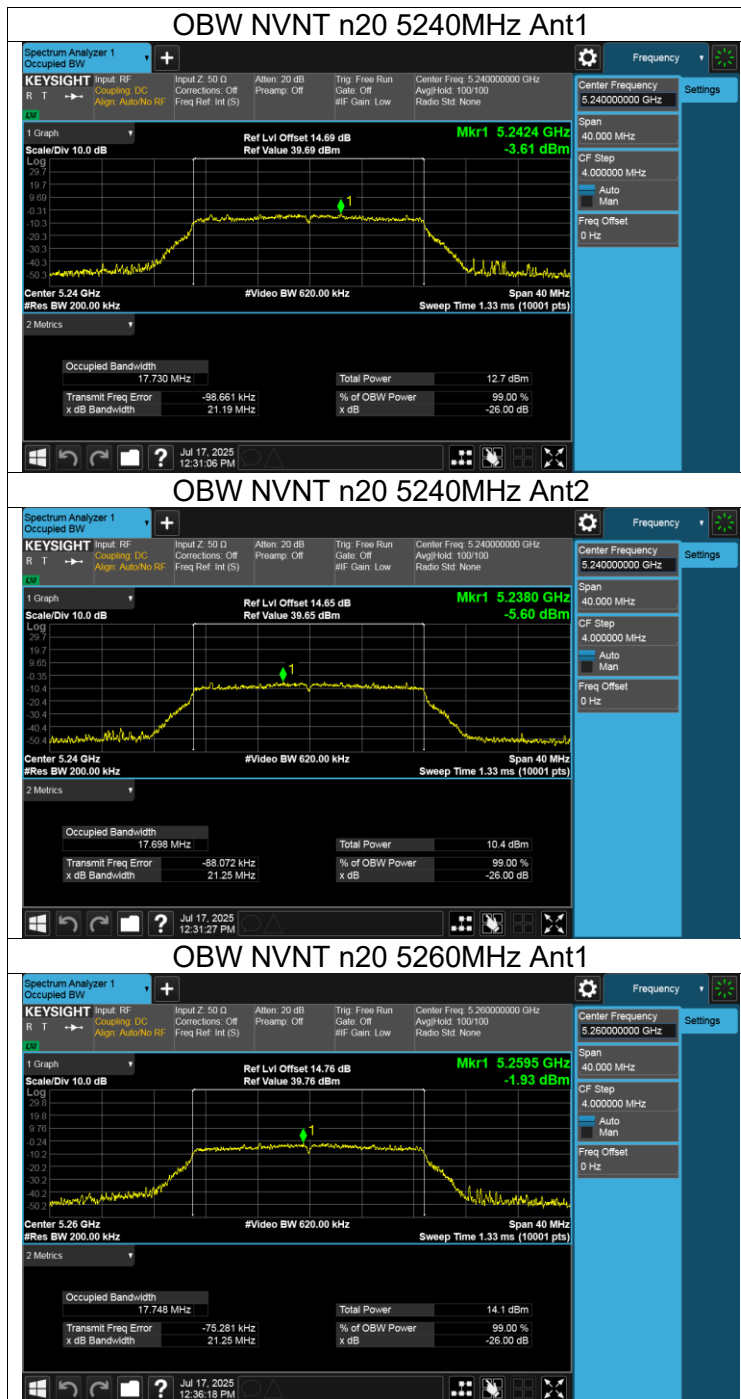 OBW NVNT n20 5240MHz Ant1
Spectrum Analyzer 1
Occupied BW
Frequency
KEYSIGHT
R T
LXI
Input: RF
Coupling: DC
Align: Auto/No RF
Input Z: 50 Ω
Corrections: Off
Freq Ref: Int (S)
Atten: 20 dB
Preamp: Off
Trig: Free Run
Gate: Off
#IF Gain: Low
Center Freq: 5.240000000 GHz
Avg|Hold: 100/100
Radio Std: None
Center Frequency
5.240000000 GHz
Settings
Span
40.000 MHz
CF Step
4.000000 MHz
Auto
Man
Freq Offset
0 Hz
1 Graph
Scale/Div 10.0 dB
Ref Lvl Offset 14.69 dB
Ref Value 39.69 dBm
Mkr1 5.2424 GHz
-3.61 dBm
Log
29.7
19.7
9.69
-0.31
-10.3
-20.3
-30.3
-40.3
-50.3
1
Center 5.24 GHz
#Res BW 200.00 kHz
#Video BW 620.00 kHz
Span 40 MHz
Sweep Time 1.33 ms (10001 pts)
2 Metrics
Occupied Bandwidth
17.730 MHz
Total Power 12.7 dBm
Transmit Freq Error -98.661 kHz
% of OBW Power 99.00 %
x dB Bandwidth 21.19 MHz
x dB -26.00 dB
?
Jul 17, 2025
12:31:06 PM
OBW NVNT n20 5240MHz Ant2
Spectrum Analyzer 1
Occupied BW
Frequency
KEYSIGHT
R T
LXI
Input: RF
Coupling: DC
Align: Auto/No RF
Input Z: 50 Ω
Corrections: Off
Freq Ref: Int (S)
Atten: 20 dB
Preamp: Off
Trig: Free Run
Gate: Off
#IF Gain: Low
Center Freq: 5.240000000 GHz
Avg|Hold: 100/100
Radio Std: None
Center Frequency
5.240000000 GHz
Settings
Span
40.000 MHz
CF Step
4.000000 MHz
Auto
Man
Freq Offset
0 Hz
1 Graph
Scale/Div 10.0 dB
Ref Lvl Offset 14.65 dB
Ref Value 39.65 dBm
Mkr1 5.2380 GHz
-5.60 dBm
Log
29.7
19.7
9.65
-0.35
-10.4
-20.4
-30.4
-40.4
-50.4
1
Center 5.24 GHz
#Res BW 200.00 kHz
#Video BW 620.00 kHz
Span 40 MHz
Sweep Time 1.33 ms (10001 pts)
2 Metrics
Occupied Bandwidth
17.698 MHz
Total Power 10.4 dBm
Transmit Freq Error -88.072 kHz
% of OBW Power 99.00 %
x dB Bandwidth 21.25 MHz
x dB -26.00 dB
?
Jul 17, 2025
12:31:27 PM
OBW NVNT n20 5260MHz Ant1
Spectrum Analyzer 1
Occupied BW
Frequency
KEYSIGHT
R T
LXI
Input: RF
Coupling: DC
Align: Auto/No RF
Input Z: 50 Ω
Corrections: Off
Freq Ref: Int (S)
Atten: 20 dB
Preamp: Off
Trig: Free Run
Gate: Off
#IF Gain: Low
Center Freq: 5.260000000 GHz
Avg|Hold: 100/100
Radio Std: None
Center Frequency
5.260000000 GHz
Settings
Span
40.000 MHz
CF Step
4.000000 MHz
Auto
Man
Freq Offset
0 Hz
1 Graph
Scale/Div 10.0 dB
Ref Lvl Offset 14.76 dB
Ref Value 39.76 dBm
Mkr1 5.2595 GHz
-1.93 dBm
Log
29.8
19.8
9.76
-0.24
-10.2
-20.2
-30.2
-40.2
-50.2
1
Center 5.26 GHz
#Res BW 200.00 kHz
#Video BW 620.00 kHz
Span 40 MHz
Sweep Time 1.33 ms (10001 pts)
2 Metrics
Occupied Bandwidth
17.748 MHz
Total Power 14.1 dBm
Transmit Freq Error -75.281 kHz
% of OBW Power 99.00 %
x dB Bandwidth 21.25 MHz
x dB -26.00 dB
?
Jul 17, 2025
12:36:18 PM